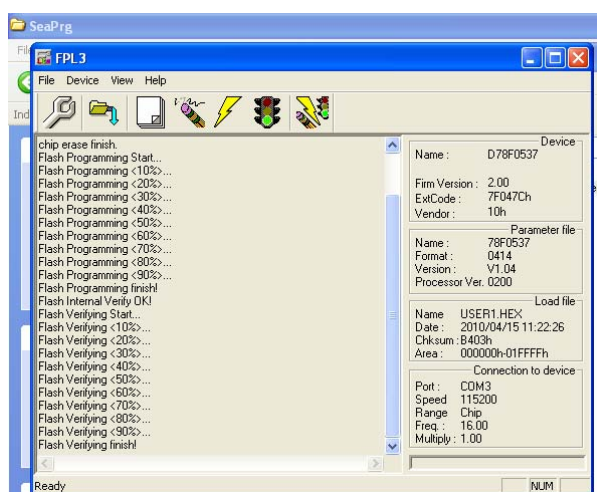 SeaPrg
FPL3
File Device View Help
chip erase finish.
Flash Programming Start...
Flash Programming <10%>...
Flash Programming <20%>...
Flash Programming <30%>...
Flash Programming <40%>...
Flash Programming <50%>...
Flash Programming <60%>...
Flash Programming <70%>...
Flash Programming <80%>...
Flash Programming <90%>...
Flash Programming finish!
Flash Internal Verify OK!
Flash Verifying Start...
Flash Verifying <10%>...
Flash Verifying <20%>...
Flash Verifying <30%>...
Flash Verifying <40%>...
Flash Verifying <50%>...
Flash Verifying <60%>...
Flash Verifying <70%>...
Flash Verifying <80%>...
Flash Verifying <90%>...
Flash Verifying finish!
Device
Name : D78F0537
Firm Version : 2.00
ExtCode : 7F047Ch
Vendor : 10h
Parameter file
Name : 78F0537
Format : 0414
Version : V1.04
Processor Ver. 0200
Load file
Name USER1.HEX
Date : 2010/04/15 11:22:26
Chksum : B403h
Area : 000000h-01FFFFh
Connection to device
Port : COM3
Speed 115200
Range Chip
Freq. : 16.00
Multiply : 1.00
Ready NUM